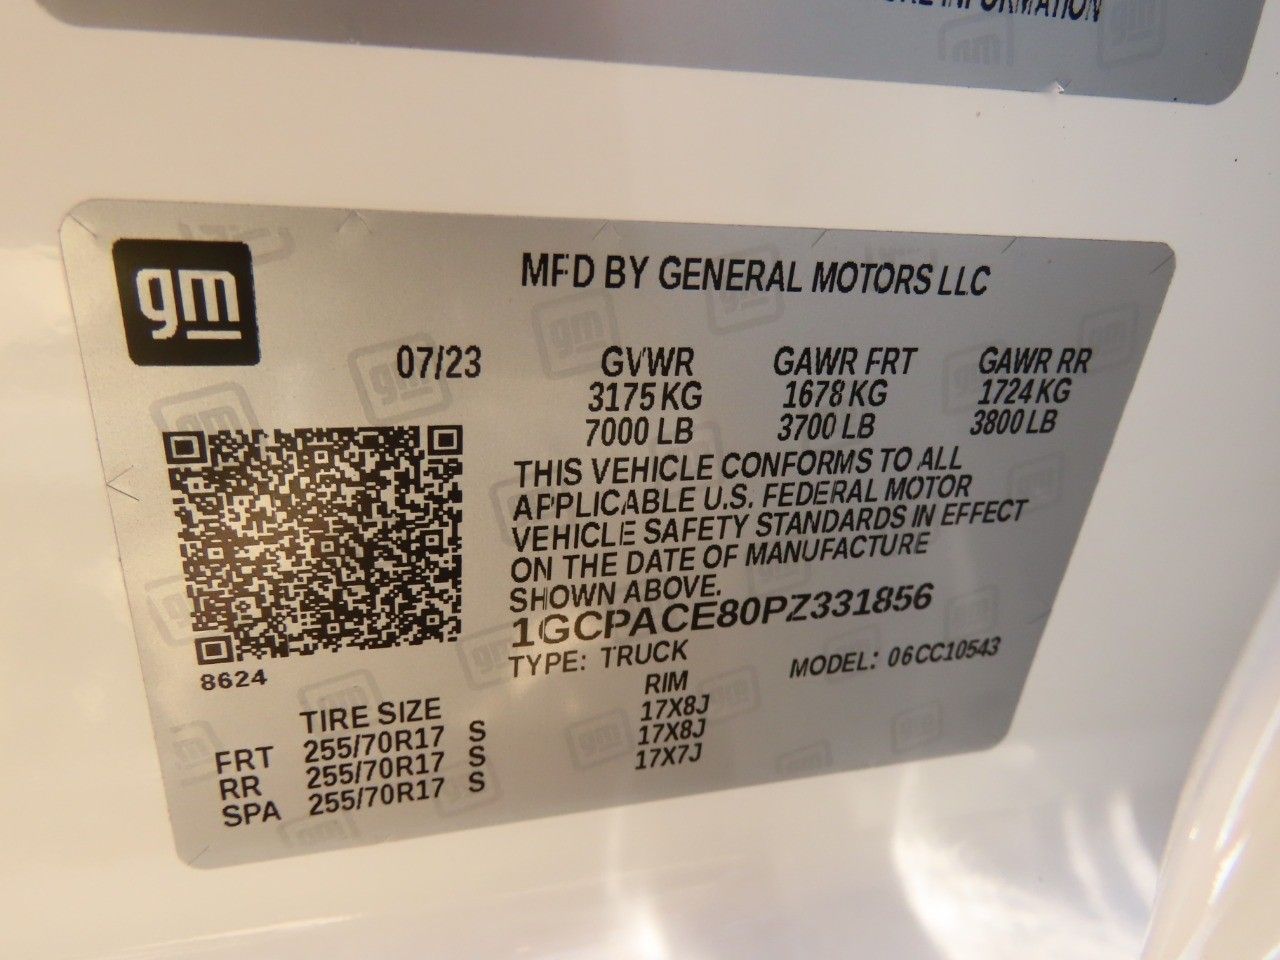 INFORMATION
gm
MFD BY GENERAL MOTORS LLC
07/23 GVWR GAWR FRT GAWR RR
3175 KG 1678 KG 1724 KG
7000 LB 3700 LB 3800 LB
THIS VEHICLE CONFORMS TO ALL
APPLICABLE U.S. FEDERAL MOTOR
VEHICLE SAFETY STANDARDS IN EFFECT
ON THE DATE OF MANUFACTURE
SHOWN ABOVE.
1GCPACE80PZ331856
8624
TYPE: TRUCK MODEL: 06CC10543
TIRE SIZE RIM
FRT 255/70R17 S 17X8J
RR 255/70R17 S 17X8J
SPA 255/70R17 S 17X7J